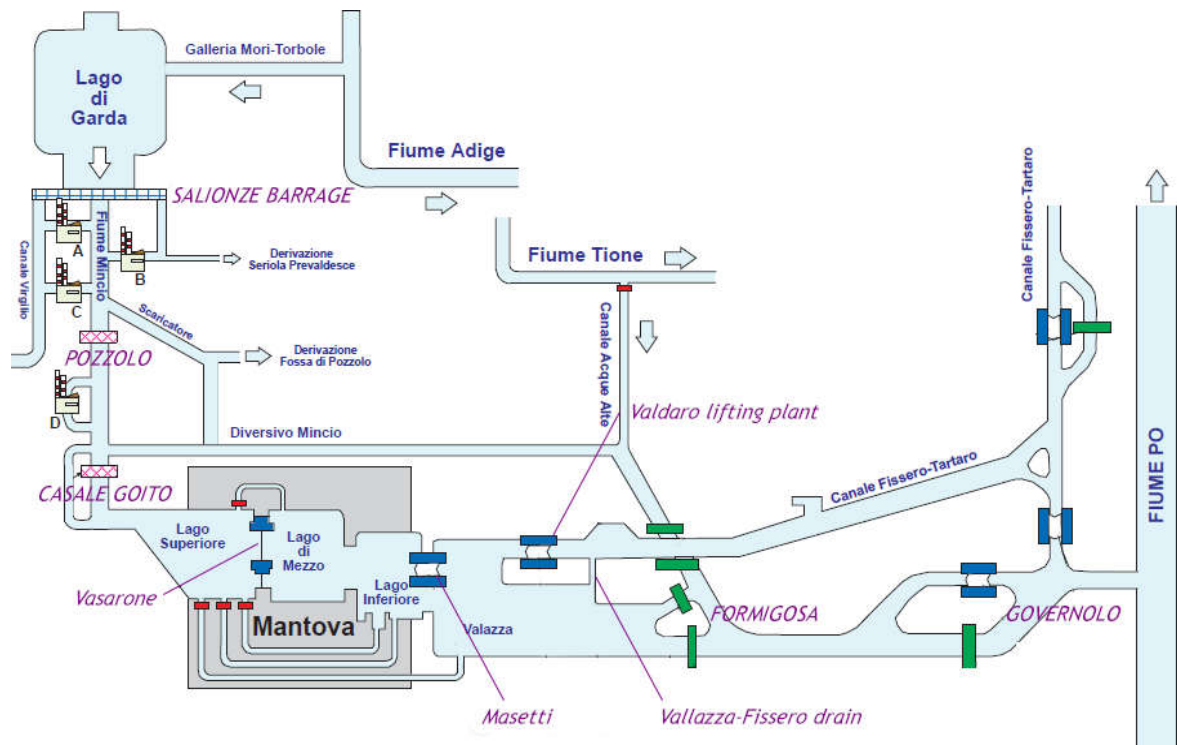 Galleria Mori-Torbole
Lago
di
Garda
Fiume Adige
SALIONZE BARRAGE
Canale Fissero-Tartaro
A
Fiume Mincio
B
Derivazione
Seriola Prevaldesce
Fiume Tione
Canale Virgilio
C
Scaricatore
Canale Acque Alte
POZZOLO
Derivazione
Fossa di Pozzolo
D
Valdaro lifting plant
Diversivo Mincio
CASALE GOITO
Canale Fissero-Tartaro
FIUME PO
Lago
Superiore
Lago
di
Mezzo
Vasarone
Lago
Inferiore
FORMIGOSA
GOVERNOLO
Mantova
Valazza
Masetti
Vallazza-Fissero drain